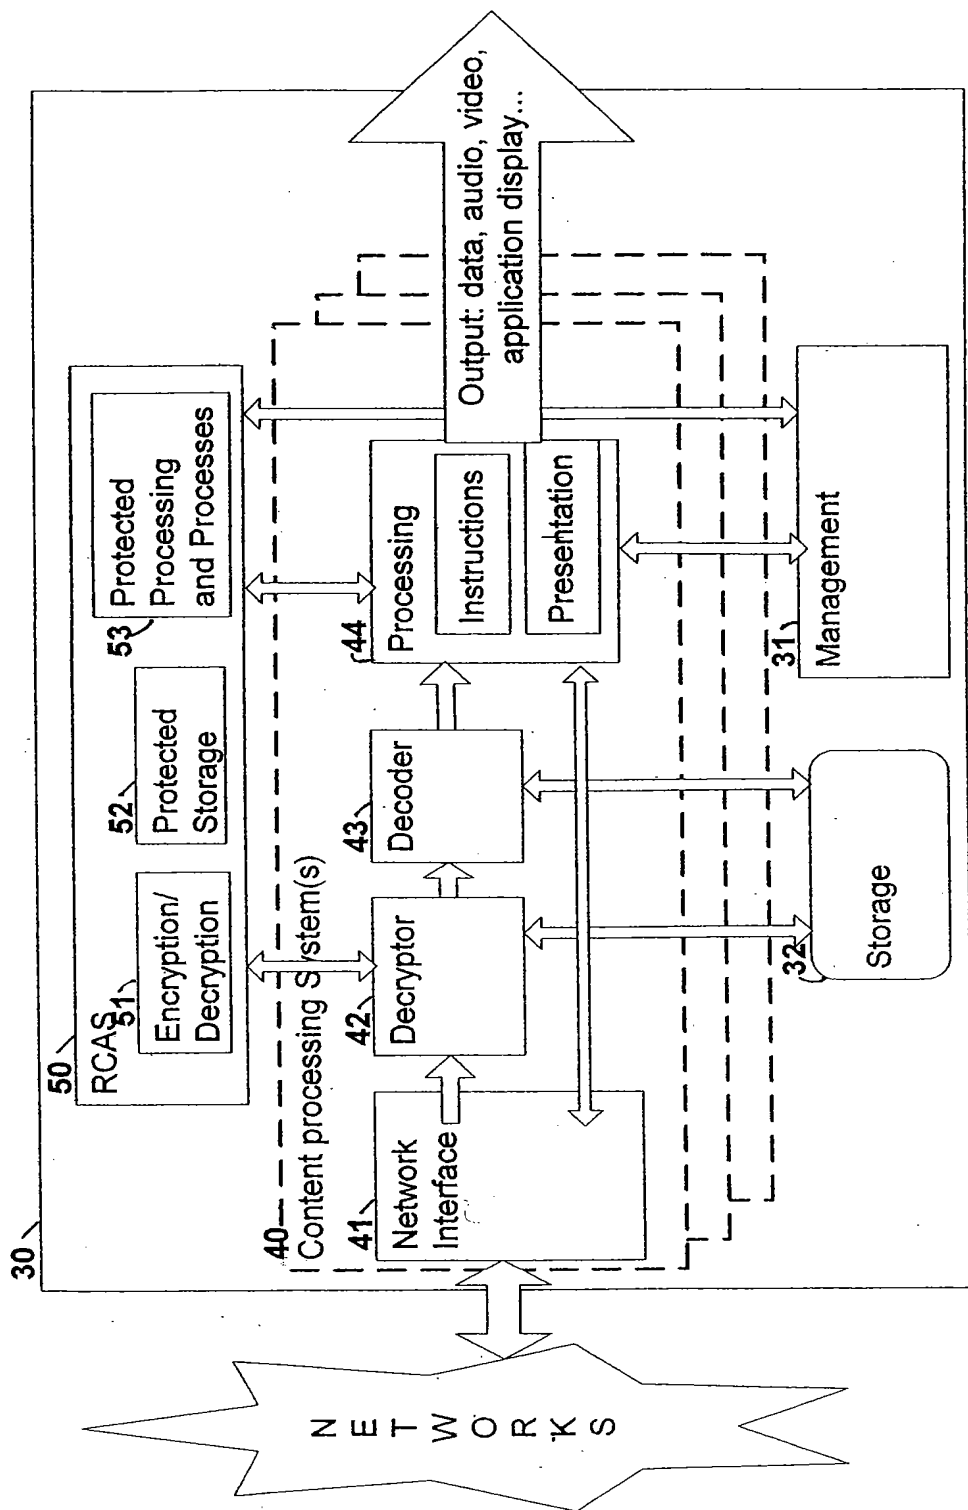 30
50
RCAS
51
Encryption/
Decryption
52
Protected
Storage
53
Protected
Processing
and Processes
40
Content processing System(s)
41
Network
Interface
42
Decryptor
43
Decoder
44
Processing
Instructions
Presentation
Output: data, audio, video,
application display...
NETWORKS
32
Storage
31
Management